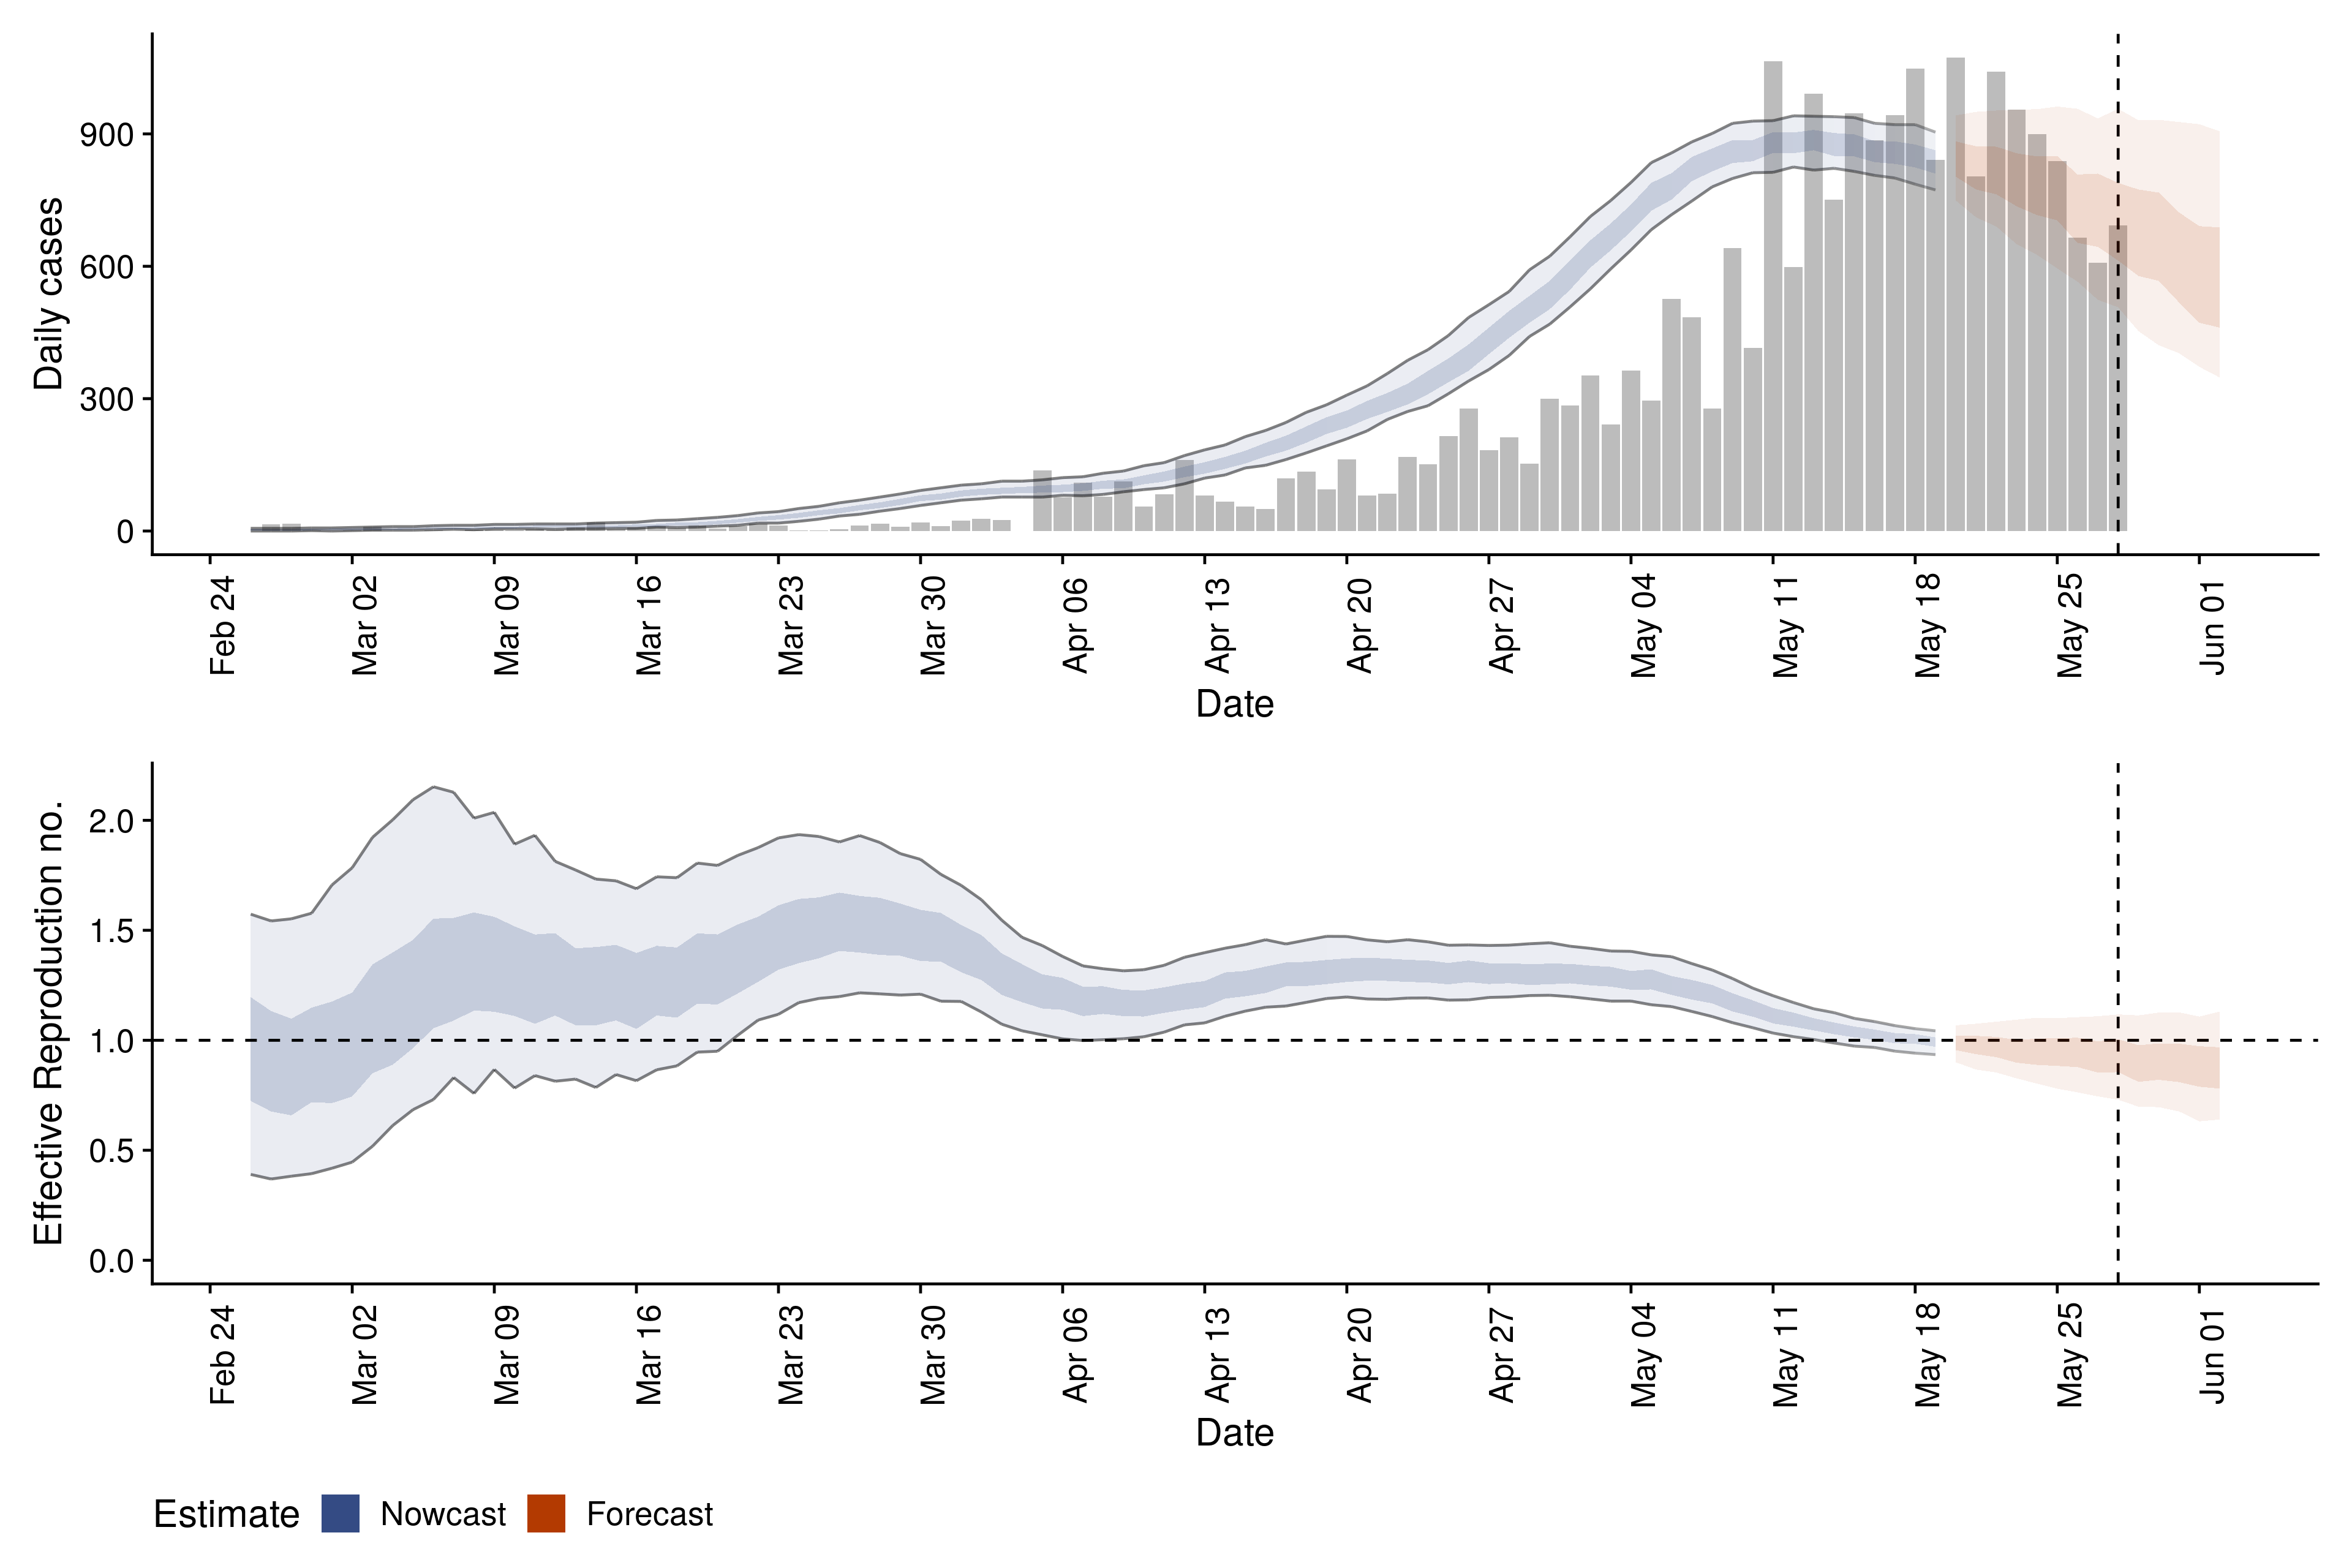 Daily cases
900
600
300
0
Feb 24
Mar 02
Mar 09
Mar 16
Mar 23
Mar 30
Apr 06
Apr 13
Apr 20
Apr 27
May 04
May 11
May 18
May 25
Jun 01
Date
Effective Reproduction no.
2.0
1.5
1.0
0.5
0.0
Feb 24
Mar 02
Mar 09
Mar 16
Mar 23
Mar 30
Apr 06
Apr 13
Apr 20
Apr 27
May 04
May 11
May 18
May 25
Jun 01
Date
Estimate Nowcast Forecast